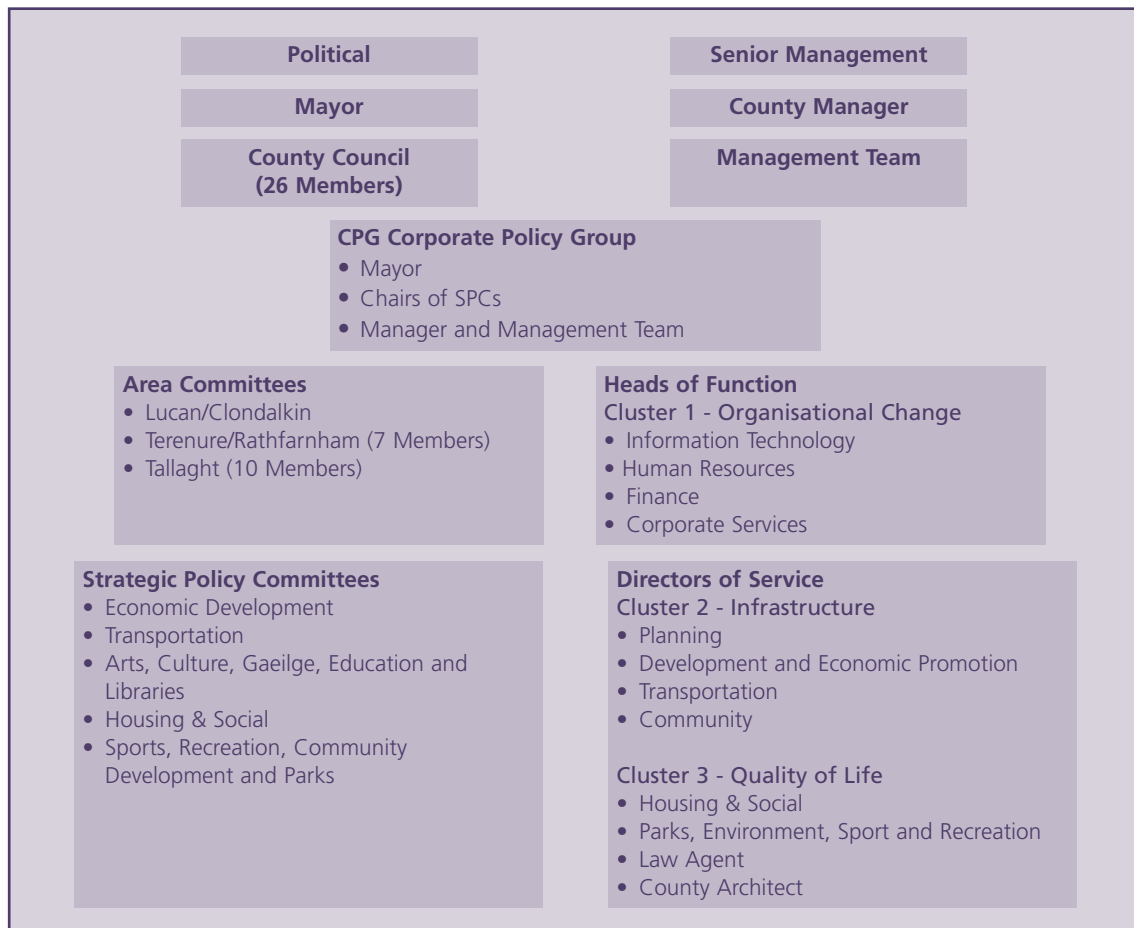 Political
Senior Management
Mayor
County Manager
County Council
(26 Members)
Management Team
CPG Corporate Policy Group
• Mayor
• Chairs of SPCs
• Manager and Management Team
Area Committees
• Lucan/Clondalkin
• Terenure/Rathfarnham (7 Members)
• Tallaght (10 Members)
Heads of Function
Cluster 1 - Organisational Change
• Information Technology
• Human Resources
• Finance
• Corporate Services
Strategic Policy Committees
• Economic Development
• Transportation
• Arts, Culture, Gaeilge, Education and
Libraries
• Housing & Social
• Sports, Recreation, Community
Development and Parks
Directors of Service
Cluster 2 - Infrastructure
• Planning
• Development and Economic Promotion
• Transportation
• Community
Cluster 3 - Quality of Life
• Housing & Social
• Parks, Environment, Sport and Recreation
• Law Agent
• County Architect